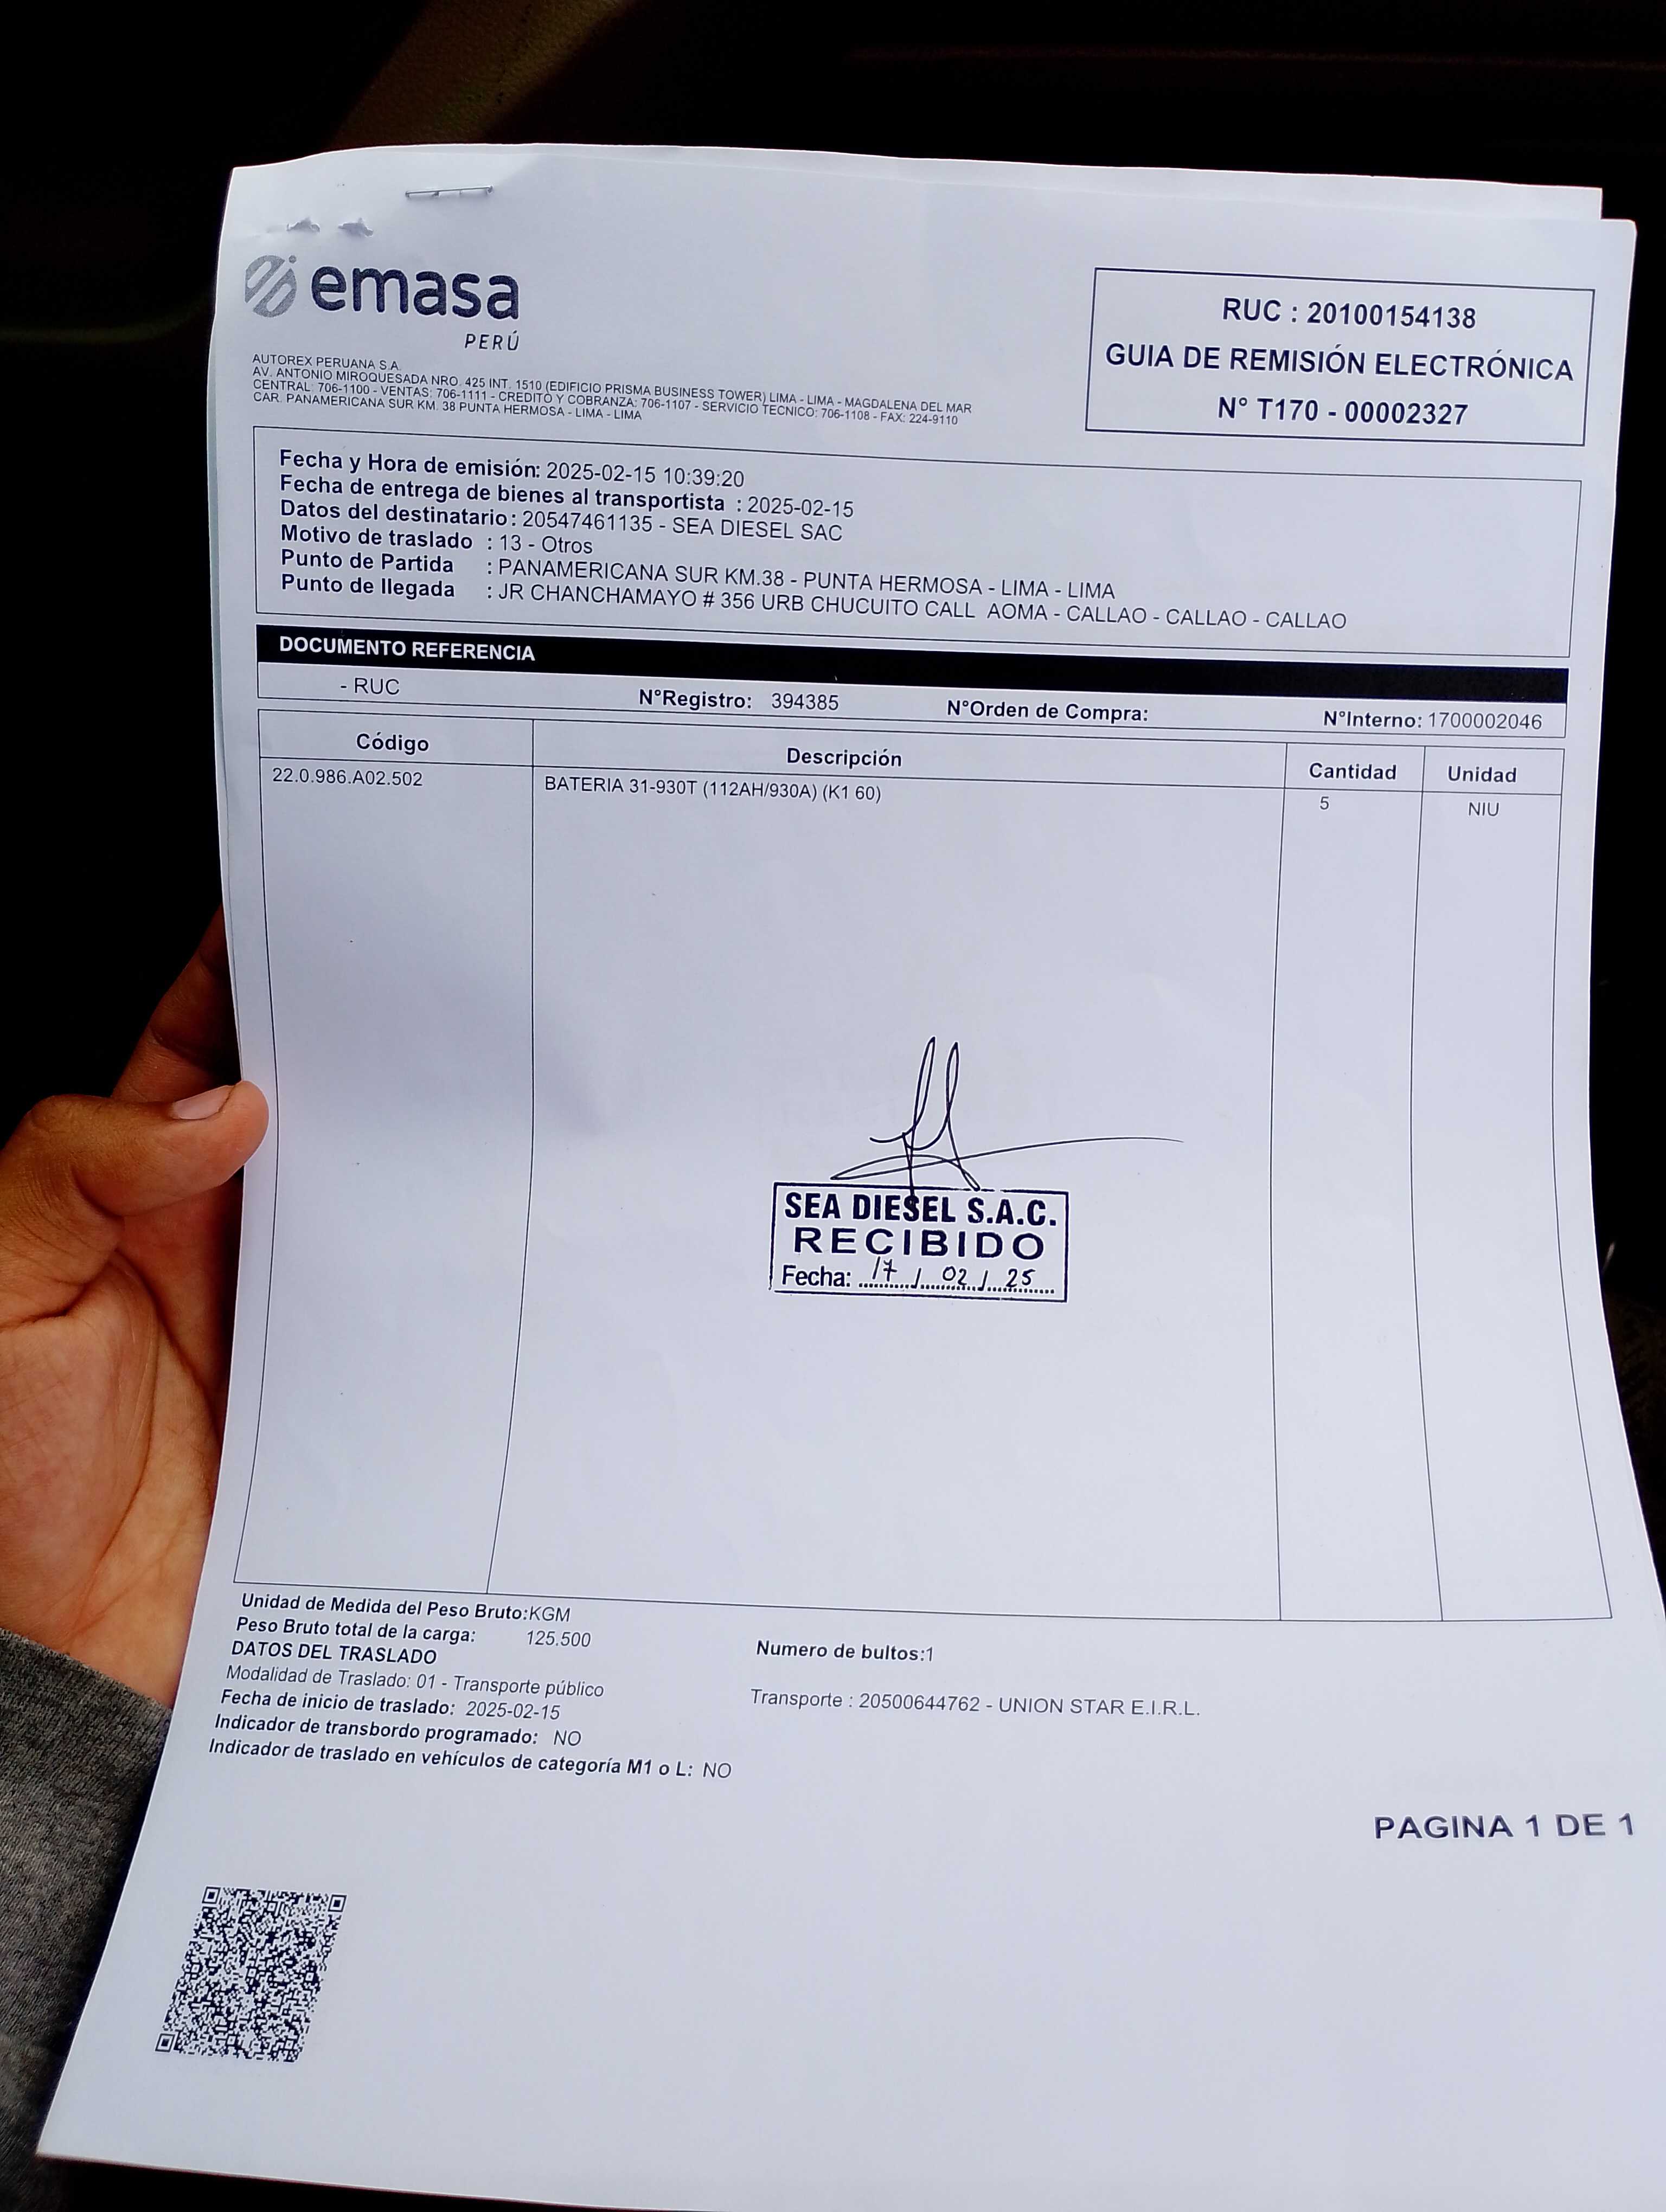 emasa
PERÚ
AUTOREX PERUANA S.A.
AV. ANTONIO MIROQUESADA NRO. 425 INT. 1510 (EDIFICIO PRISMA BUSINESS TOWER) LIMA - LIMA - MAGDALENA DEL MAR
CENTRAL: 706-1100 - VENTAS: 706-1111 - CREDITO Y COBRANZA: 706-1107 - SERVICIO TECNICO: 706-1108 - FAX: 224-9110
CAR. PANAMERICANA SUR KM. 38 PUNTA HERMOSA - LIMA - LIMA
RUC : 20100154138
GUIA DE REMISIÓN ELECTRÓNICA
N° T170 - 00002327
Fecha y Hora de emisión: 2025-02-15 10:39:20
Fecha de entrega de bienes al transportista : 2025-02-15
Datos del destinatario : 20547461135 - SEA DIESEL SAC
Motivo de traslado : 13 - Otros
Punto de Partida : PANAMERICANA SUR KM.38 - PUNTA HERMOSA - LIMA - LIMA
Punto de llegada : JR CHANCHAMAYO # 356 URB CHUCUITO CALL AOMA - CALLAO - CALLAO - CALLAO
DOCUMENTO REFERENCIA
- RUC N°Registro: 394385 N°Orden de Compra: N°Interno: 1700002046
Código Descripción Cantidad Unidad
22.0.986.A02.502 BATERIA 31-930T (112AH/930A) (K1 60) 5 NIU
SEA DIESEL S.A.C.
RECIBIDO
Fecha: 17 / 02 / 25
Unidad de Medida del Peso Bruto:KGM
Peso Bruto total de la carga: 125.500 Numero de bultos:1
DATOS DEL TRASLADO
Modalidad de Traslado: 01 - Transporte público Transporte : 20500644762 - UNION STAR E.I.R.L.
Fecha de inicio de traslado: 2025-02-15
Indicador de transbordo programado: NO
Indicador de traslado en vehículos de categoría M1 o L: NO
PAGINA 1 DE 1